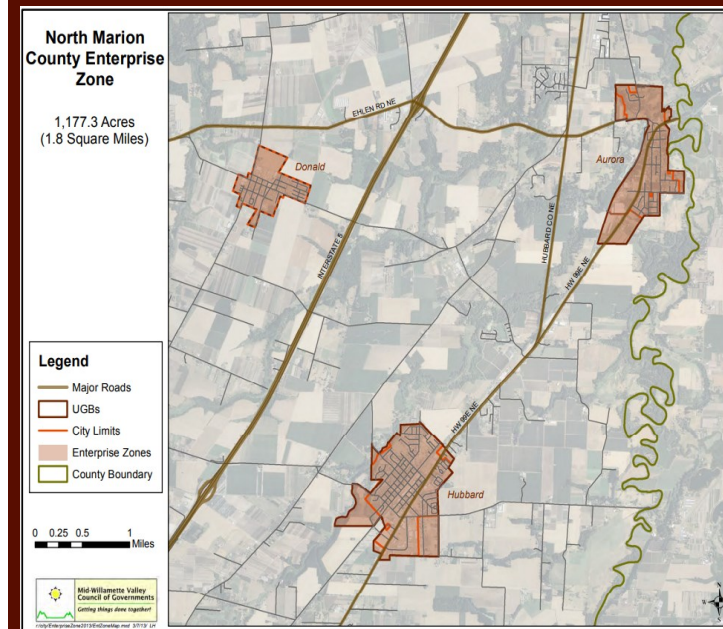 North Marion
County Enterprise
Zone
1,177.3 Acres
(1.8 Square Miles)
EHLEN RD NE
Donald
Aurora
INTERSTATE 5
HUBBARD CO NE
HW 99E NE
HW 99E NE
Hubbard
Legend
Major Roads
UGBs
City Limits
Enterprise Zones
County Boundary
0 0.25 0.5 1
Miles
Mid-Willamette Valley
Council of Governments
Getting things done together!